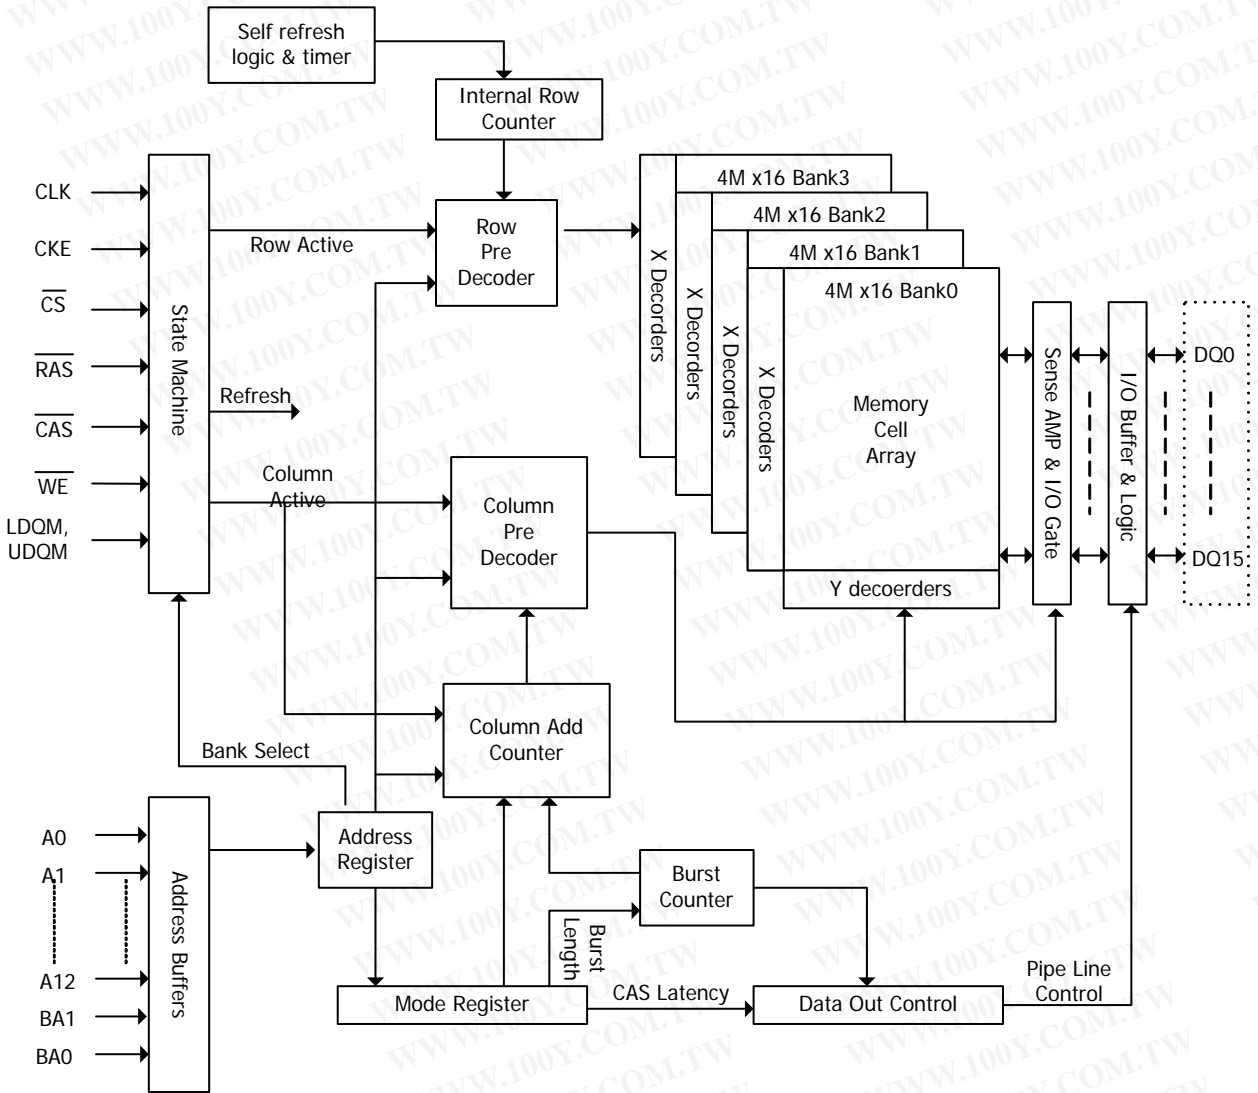 Self refresh
logic & timer
Internal Row
Counter
CLK
CKE
CS
RAS
CAS
WE
LDQM,
UDQM
State Machine
Row Active
Refresh
Column
Active
Row
Pre
Decoder
Column
Pre
Decoder
Column Add
Counter
Bank Select
X Decorders
X Decorders
X Decorders
X Decoders
4M x16 Bank3
4M x16 Bank2
4M x16 Bank1
4M x16 Bank0
Memory
Cell
Array
Y decoerders
Sense AMP & I/O Gate
I/O Buffer & Logic
DQ0
DQ15
A0
A1
A12
BA1
BA0
Address Buffers
Address
Register
Burst
Counter
Burst
Length
Mode Register
CAS Latency
Data Out Control
Pipe Line
Control
WWW.100Y.COM.TW